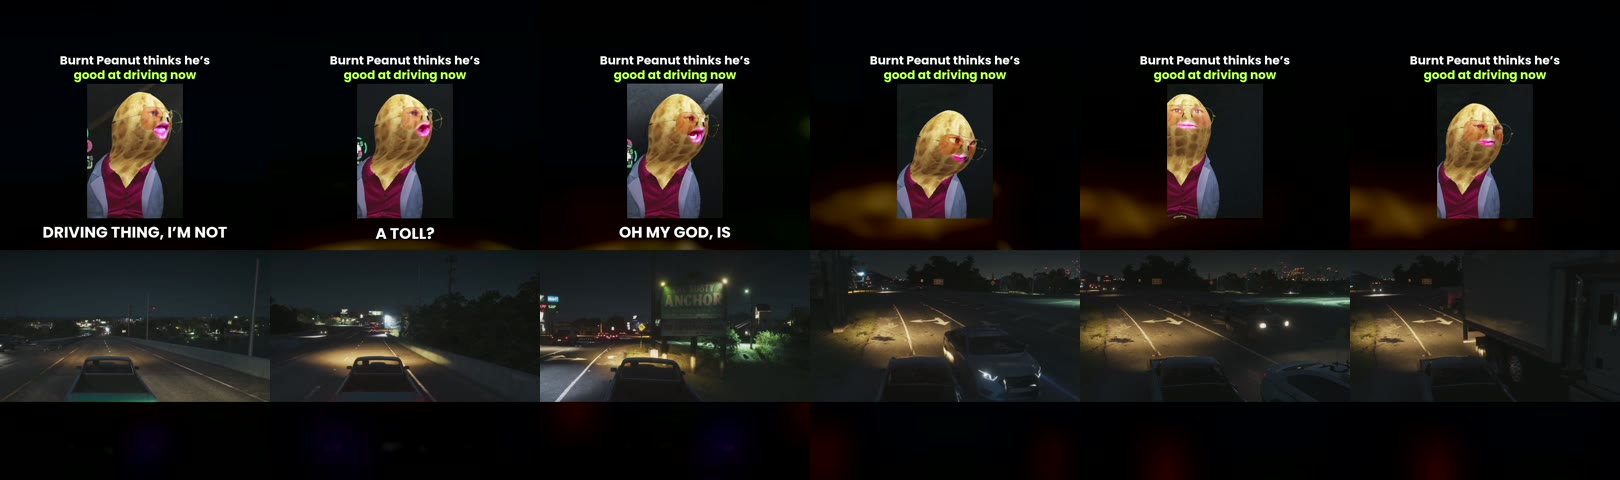 Burnt Peanut thinks he's
good at driving now
DRIVING THING, I'M NOT
Burnt Peanut thinks he's
good at driving now
A TOLL?
Burnt Peanut thinks he's
good at driving now
OH MY GOD, IS
RUSTY
ANCHOR
Burnt Peanut thinks he's
good at driving now
Burnt Peanut thinks he's
good at driving now
Burnt Peanut thinks he's
good at driving now